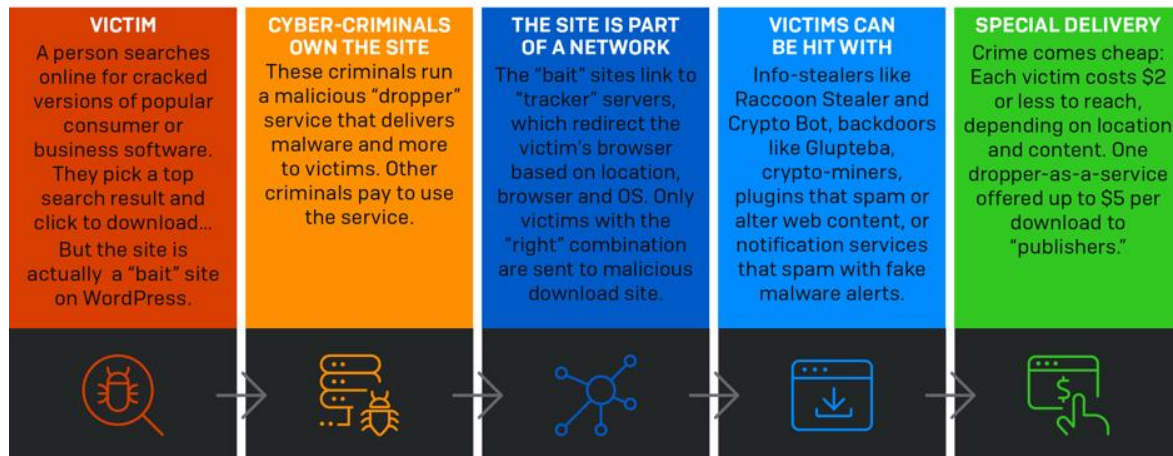 VICTIM
A person searches
online for cracked
versions of popular
consumer or
business software.
They pick a top
search result and
click to download...
But the site is
actually a "bait" site
on WordPress.
CYBER-CRIMINALS
OWN THE SITE
These criminals run
a malicious "dropper"
service that delivers
malware and more
to victims. Other
criminals pay to use
the service.
THE SITE IS PART
OF A NETWORK
The "bait" sites link to
"tracker" servers,
which redirect the
victim's browser
based on location,
browser and OS. Only
victims with the
"right" combination
are sent to malicious
download site.
VICTIMS CAN
BE HIT WITH
Info-stealers like
Raccoon Stealer and
Crypto Bot, backdoors
like Glupteba,
crypto-miners,
plugins that spam or
alter web content, or
notification services
that spam with fake
malware alerts.
SPECIAL DELIVERY
Crime comes cheap:
Each victim costs $2
or less to reach,
depending on location
and content. One
dropper-as-a-service
offered up to $5 per
download to
"publishers."
$